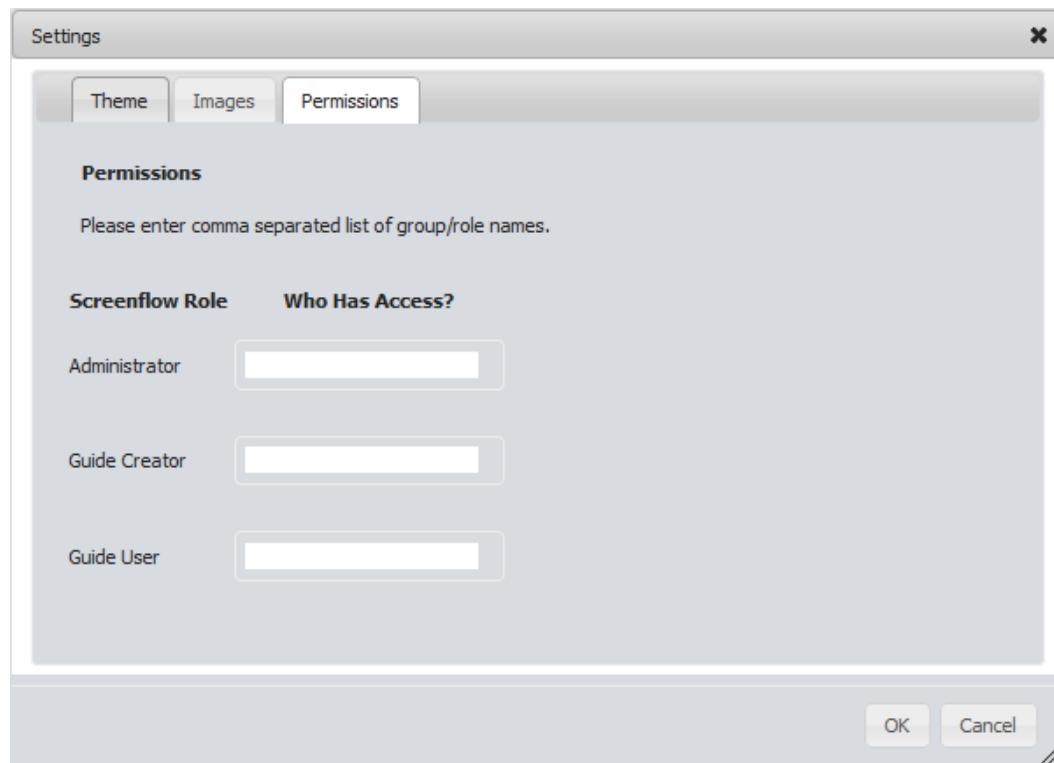 Settings
Theme Images Permissions
Permissions
Please enter comma separated list of group/role names.
Screenflow Role Who Has Access?
Administrator
Guide Creator
Guide User
OK Cancel